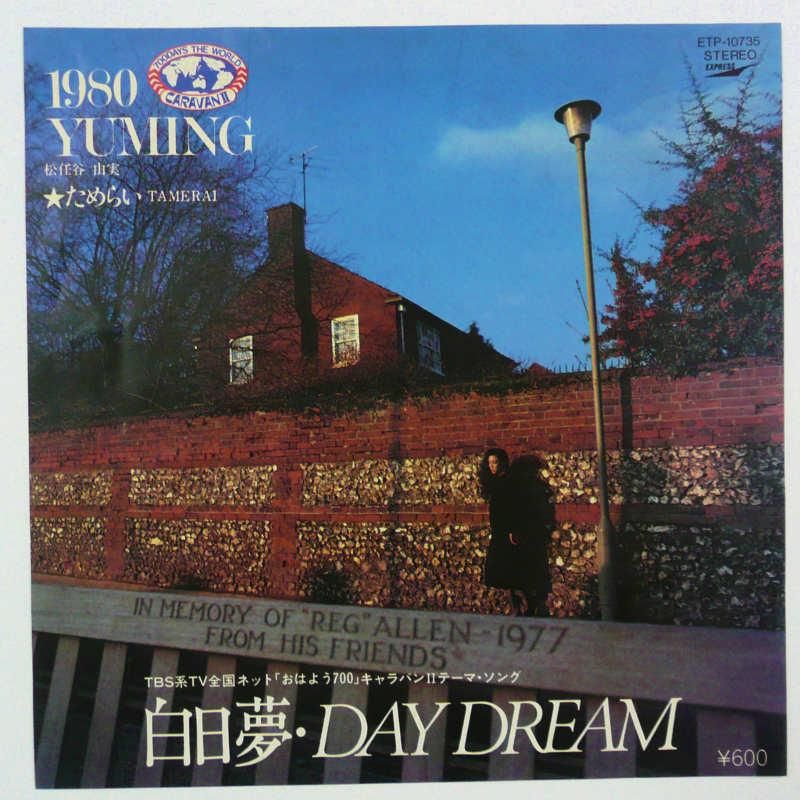 ETP-10735
STEREO
EXPRESS
700DAYS THE WORLD
CARAVAN II
1980
YUMING
松任谷 由実
★ためらい TAMERAI
IN MEMORY OF "REG" ALLEN - 1977
FROM HIS FRIENDS
TBS系TV全国ネット「おはよう700」キャラバン11テーマ・ソング
白日夢・DAY DREAM
¥600